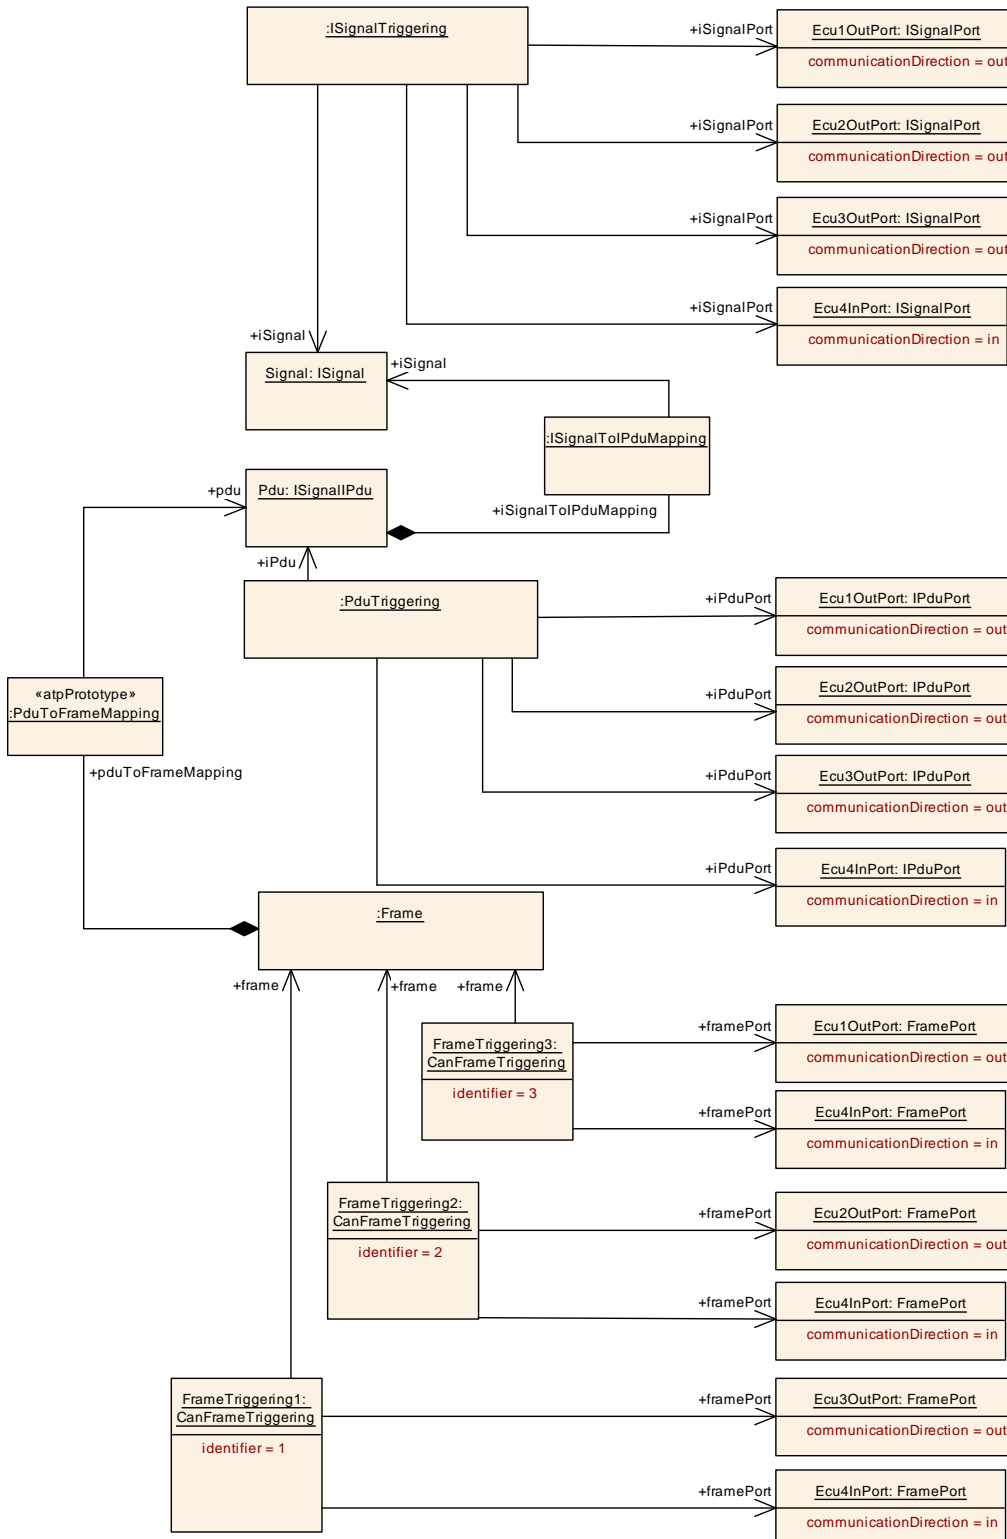 :ISignalTriggering
+iSignalPort
Ecu1OutPort: ISignalPort
communicationDirection = out
+iSignalPort
Ecu2OutPort: ISignalPort
communicationDirection = out
+iSignalPort
Ecu3OutPort: ISignalPort
communicationDirection = out
+iSignalPort
Ecu4InPort: ISignalPort
communicationDirection = in
+iSignal
Signal: ISignal
+iSignal
:ISignalToIPduMapping
+iSignalToIPduMapping
+pdu
Pdu: ISignalIPdu
+iPdu
:PduTriggering
+iPduPort
Ecu1OutPort: IPduPort
communicationDirection = out
+iPduPort
Ecu2OutPort: IPduPort
communicationDirection = out
«atpPrototype»
:PduToFrameMapping
+pduToFrameMapping
+iPduPort
Ecu3OutPort: IPduPort
communicationDirection = out
+iPduPort
Ecu4InPort: IPduPort
communicationDirection = in
:Frame
+frame
+frame
+frame
FrameTriggering3:
CanFrameTriggering
identifier = 3
+framePort
Ecu1OutPort: FramePort
communicationDirection = out
+framePort
Ecu4InPort: FramePort
communicationDirection = in
FrameTriggering2:
CanFrameTriggering
identifier = 2
+framePort
Ecu2OutPort: FramePort
communicationDirection = out
+framePort
Ecu4InPort: FramePort
communicationDirection = in
FrameTriggering1:
CanFrameTriggering
identifier = 1
+framePort
Ecu3OutPort: FramePort
communicationDirection = out
+framePort
Ecu4InPort: FramePort
communicationDirection = in